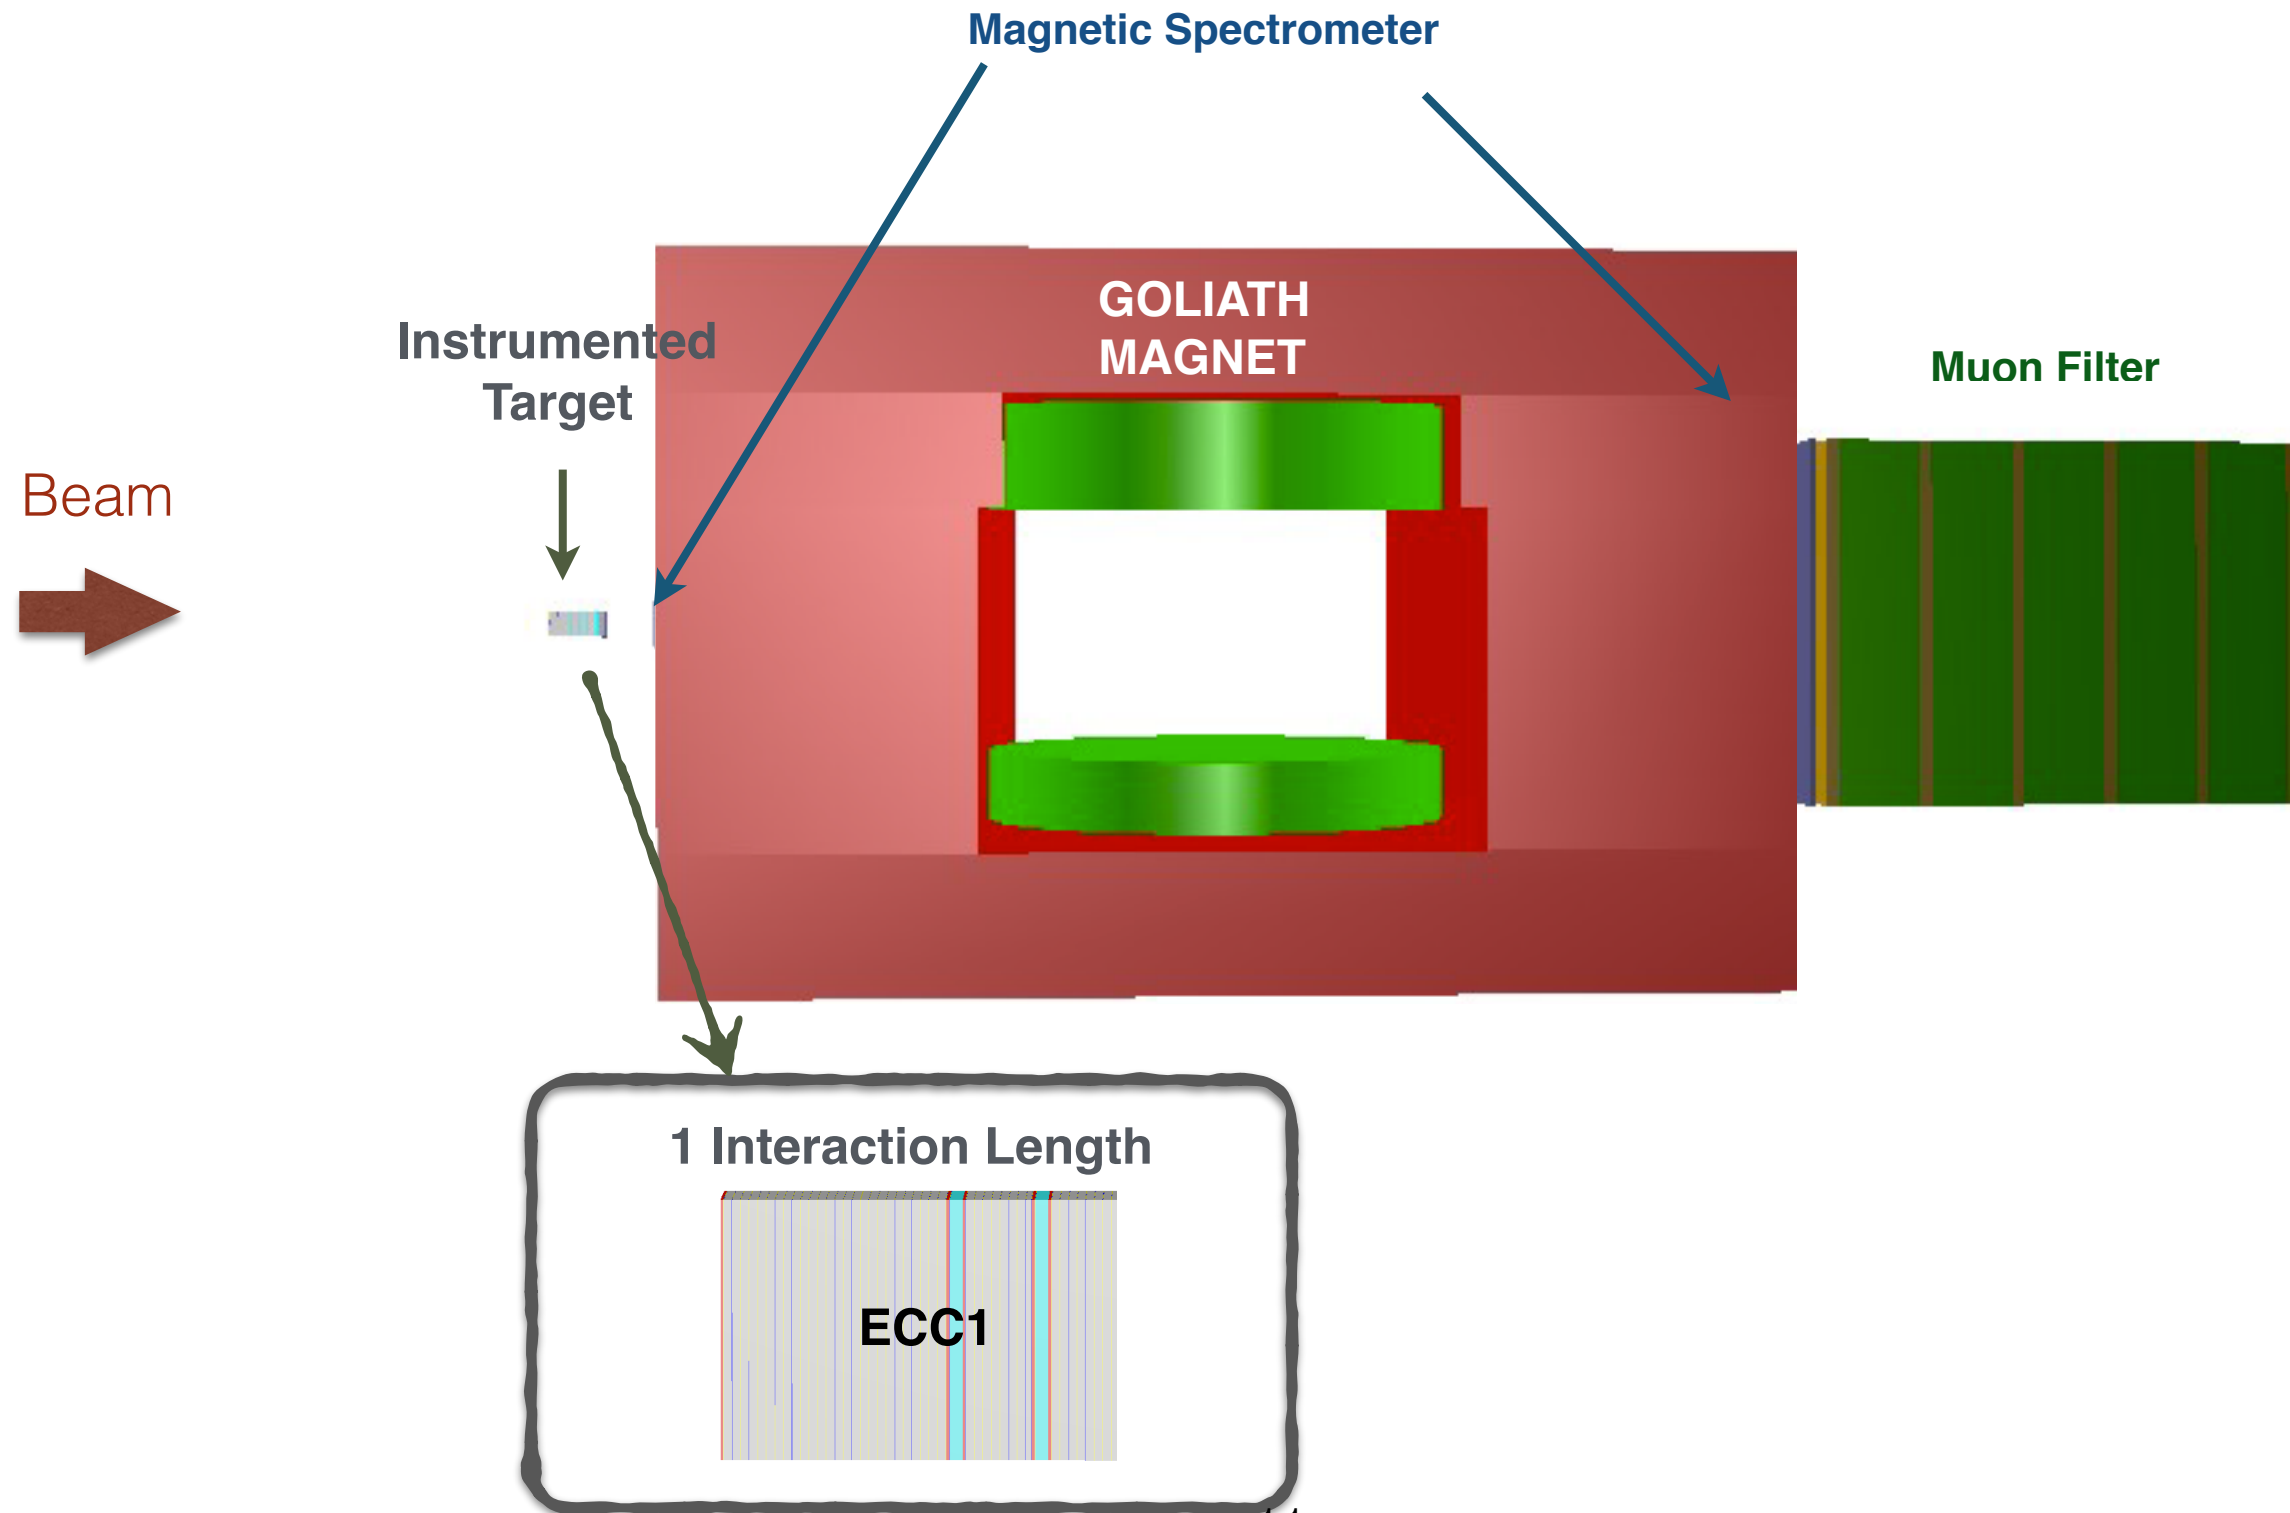 Magnetic Spectrometer
GOLIATH
MAGNET
Instrumented
Target
Muon Filter
Beam
1 Interaction Length
ECC1